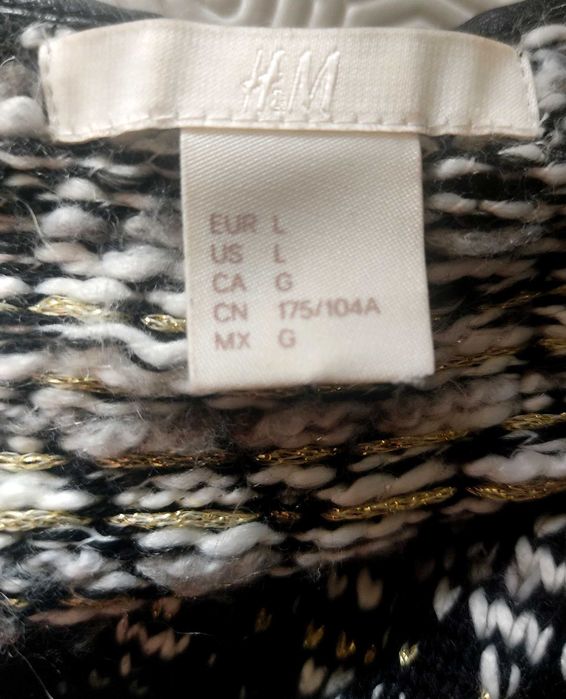 H&M
EUR L
US L
CA G
CN 175/104A
MX G